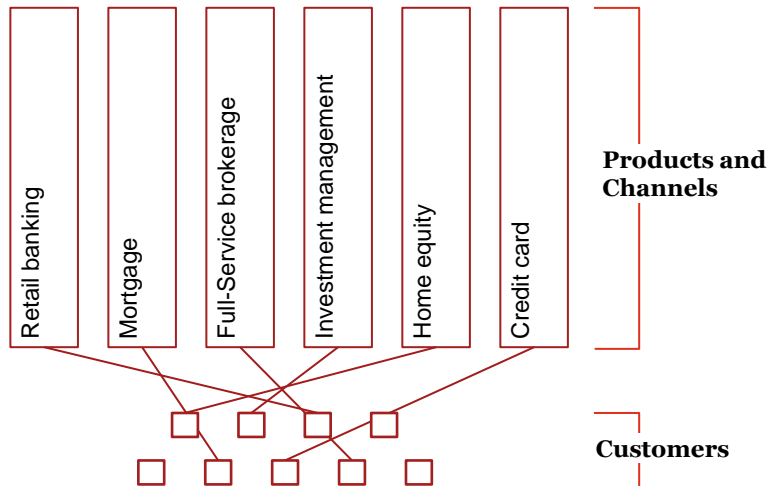 Retail banking
Mortgage
Full-Service brokerage
Investment management
Home equity
Credit card
Products and
Channels
Customers